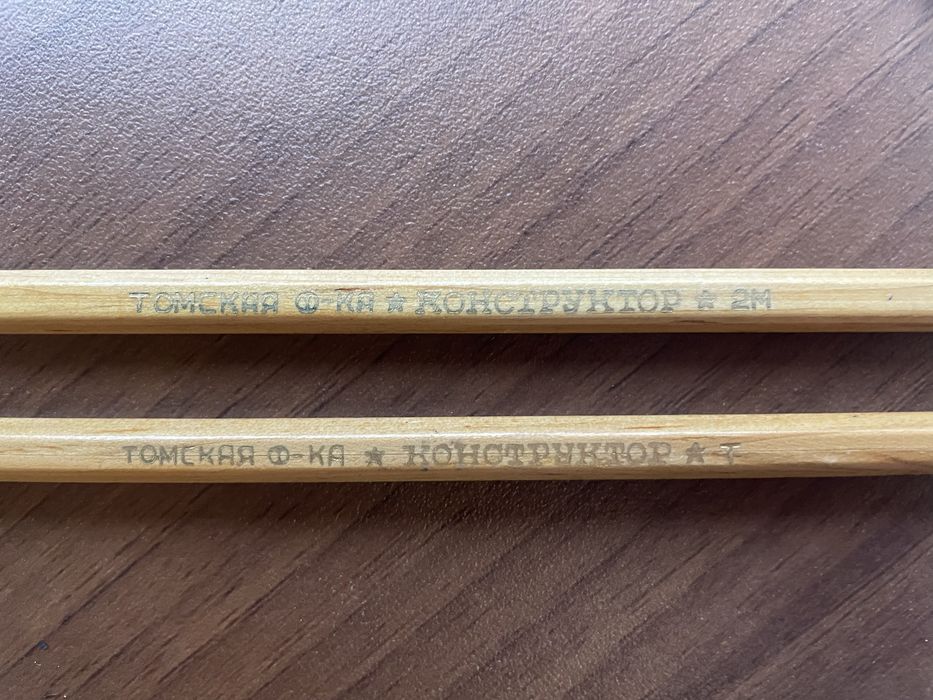 ТОМСКАЯ Ф-КА ★ КОНСТРУКТОР ★ 2М
ТОМСКАЯ Ф-КА ★ КОНСТРУКТОР ★ Т